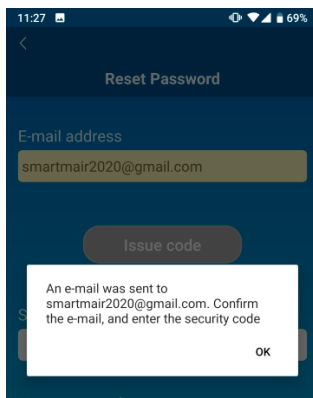 11:27 69%
Reset Password
E-mail address
smartmair2020@gmail.com
Issue code
An e-mail was sent to
smartmair2020@gmail.com. Confirm
the e-mail, and enter the security code
OK